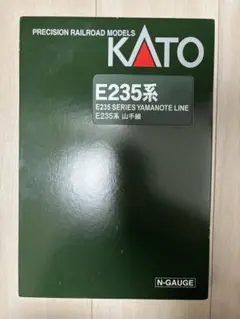 PRECISION RAILROAD MODELS
KATO
E235系
E235 SERIES YAMANOTE LINE
E235系 山手線
N-GAUGE